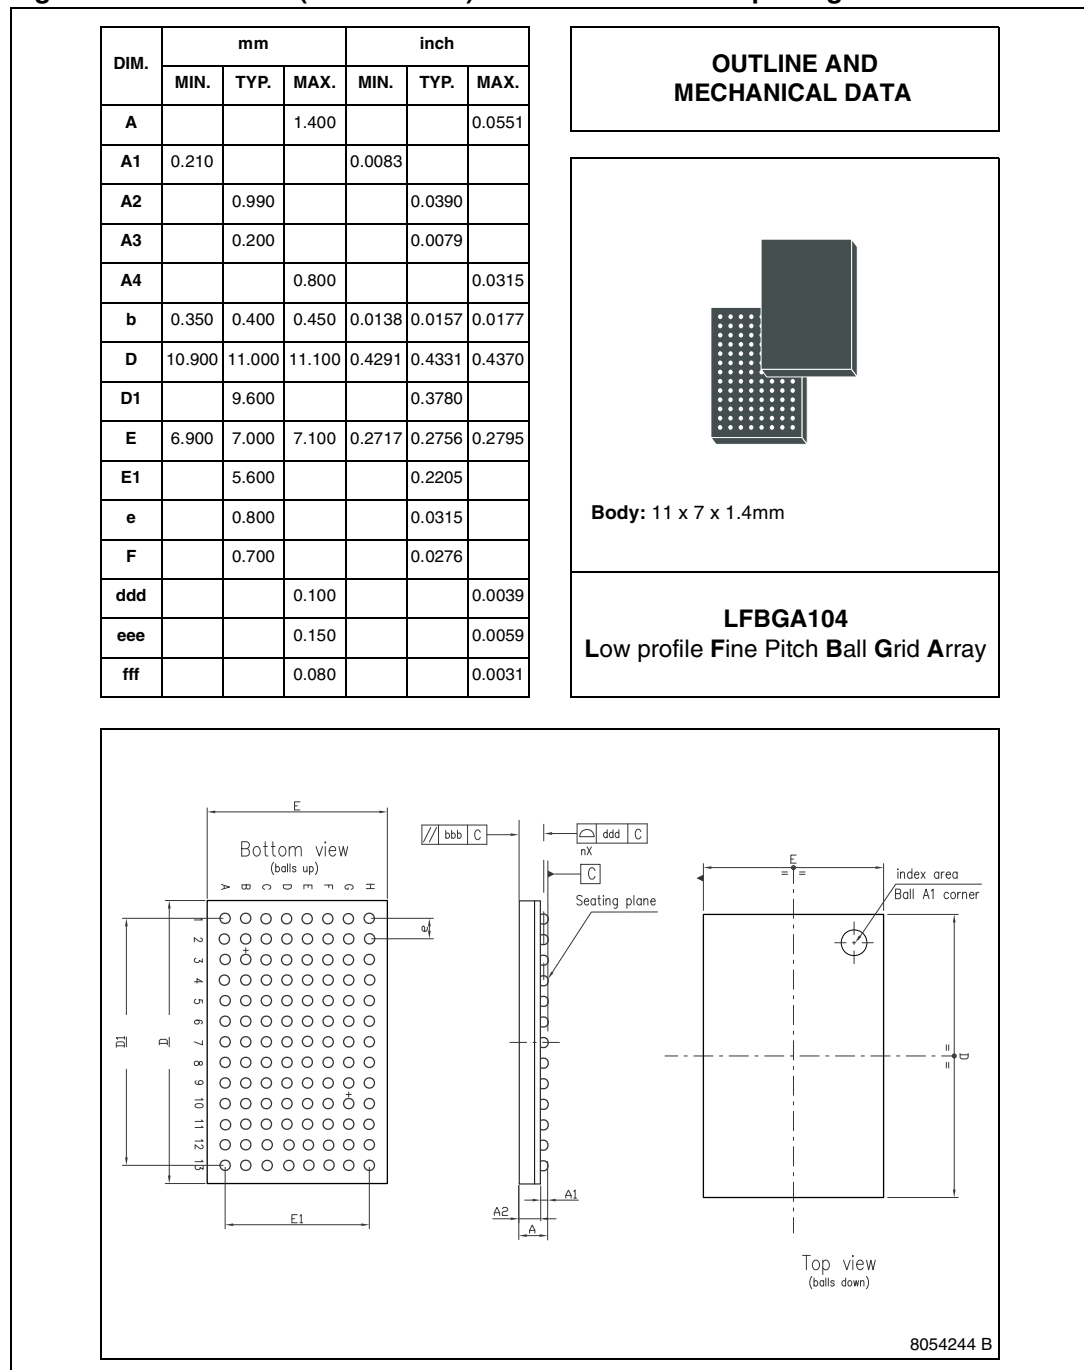 DIM. mm inch
MIN. TYP. MAX. MIN. TYP. MAX.
A 1.400 0.0551
A1 0.210 0.0083
A2 0.990 0.0390
A3 0.200 0.0079
A4 0.800 0.0315
b 0.350 0.400 0.450 0.0138 0.0157 0.0177
D 10.900 11.000 11.100 0.4291 0.4331 0.4370
D1 9.600 0.3780
E 6.900 7.000 7.100 0.2717 0.2756 0.2795
E1 5.600 0.2205
e 0.800 0.0315
F 0.700 0.0276
ddd 0.100 0.0039
eee 0.150 0.0059
fff 0.080 0.0031
OUTLINE AND
MECHANICAL DATA
Body: 11 x 7 x 1.4mm
LFBGA104
Low profile Fine Pitch Ball Grid Array
E
Bottom view
(balls up)
A B C D E F G H
1
2
3
4
5
6
7
8
9
10
11
12
13
D1
D
e
E1
// bbb C
ddd C
nX
C
Seating plane
A1
A2
A
E
= =
index area
Ball A1 corner
= D =
Top view
(balls down)
8054244 B